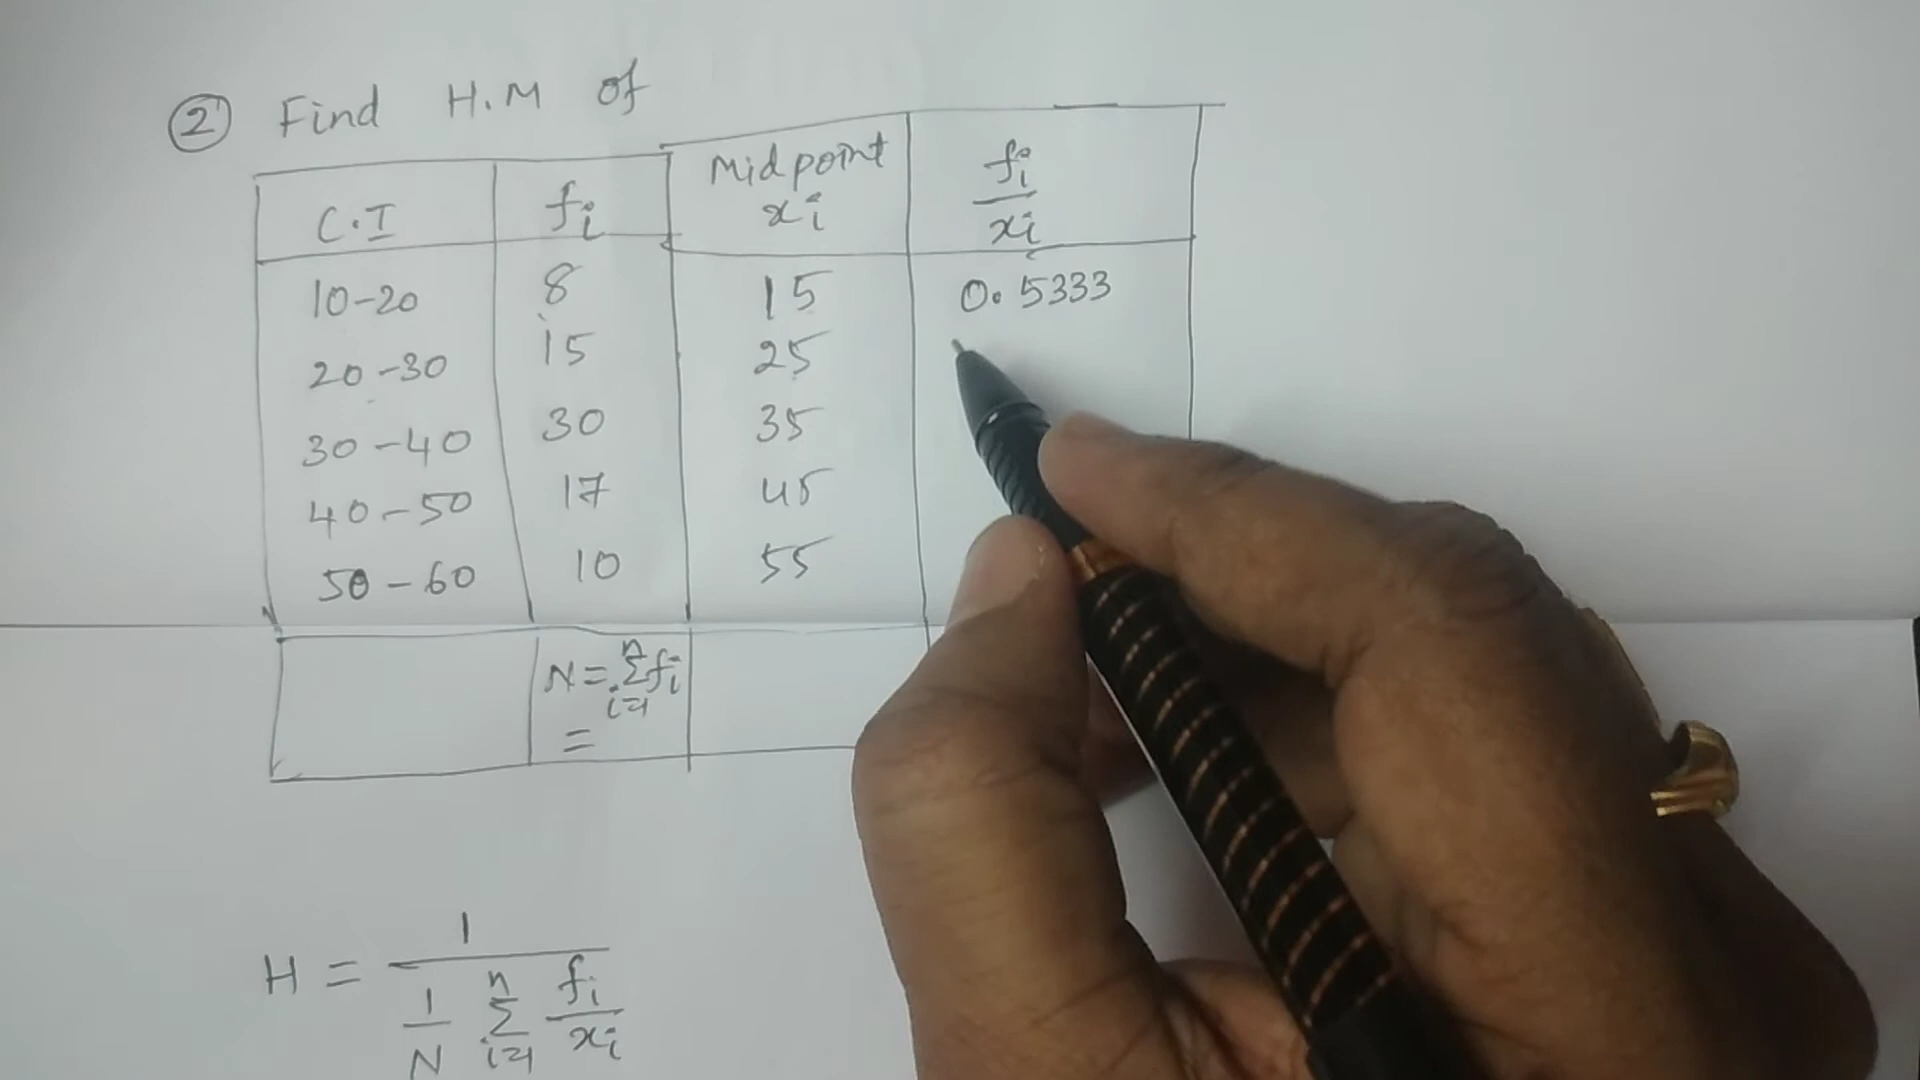 ② Find H.M of
C.I fi Midpoint xi fi/xi
10-20 8 15 0.5333
20-30 15 25
30-40 30 35
40-50 17 45
50-60 10 55
N = n Σ i=1 fi
=
H = 1 / (1/N n Σ i=1 fi/xi)